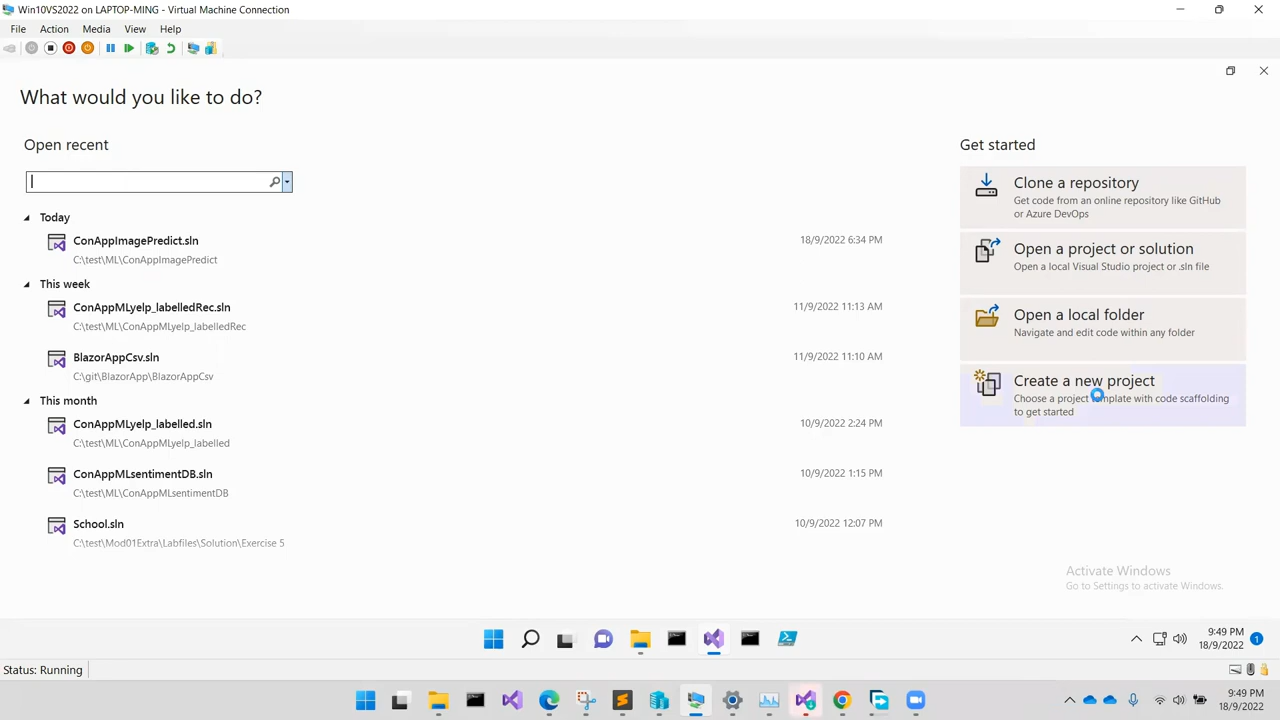 Win10VS2022 on LAPTOP-MING - Virtual Machine Connection
File Action Media View Help
What would you like to do?
Open recent
Get started
Today
ConAppImagePredict.sln 18/9/2022 6:34 PM
C:\test\ML\ConAppImagePredict
This week
ConAppMLyelp_labelledRec.sln 11/9/2022 11:13 AM
C:\test\ML\ConAppMLyelp_labelledRec
BlazorAppCsv.sln 11/9/2022 11:10 AM
C:\git\BlazorApp\BlazorAppCsv
This month
ConAppMLyelp_labelled.sln 10/9/2022 2:24 PM
C:\test\ML\ConAppMLyelp_labelled
ConAppMLsentimentDB.sln 10/9/2022 1:15 PM
C:\test\ML\ConAppMLsentimentDB
School.sln 10/9/2022 12:07 PM
C:\test\Mod01Extra\Labfiles\Solution\Exercise 5
Clone a repository
Get code from an online repository like GitHub
or Azure DevOps
Open a project or solution
Open a local Visual Studio project or .sln file
Open a local folder
Navigate and edit code within any folder
Create a new project
Choose a project template with code scaffolding
to get started
Activate Windows
Go to Settings to activate Windows.
9:49 PM
18/9/2022
1
Status: Running
9:49 PM
18/9/2022